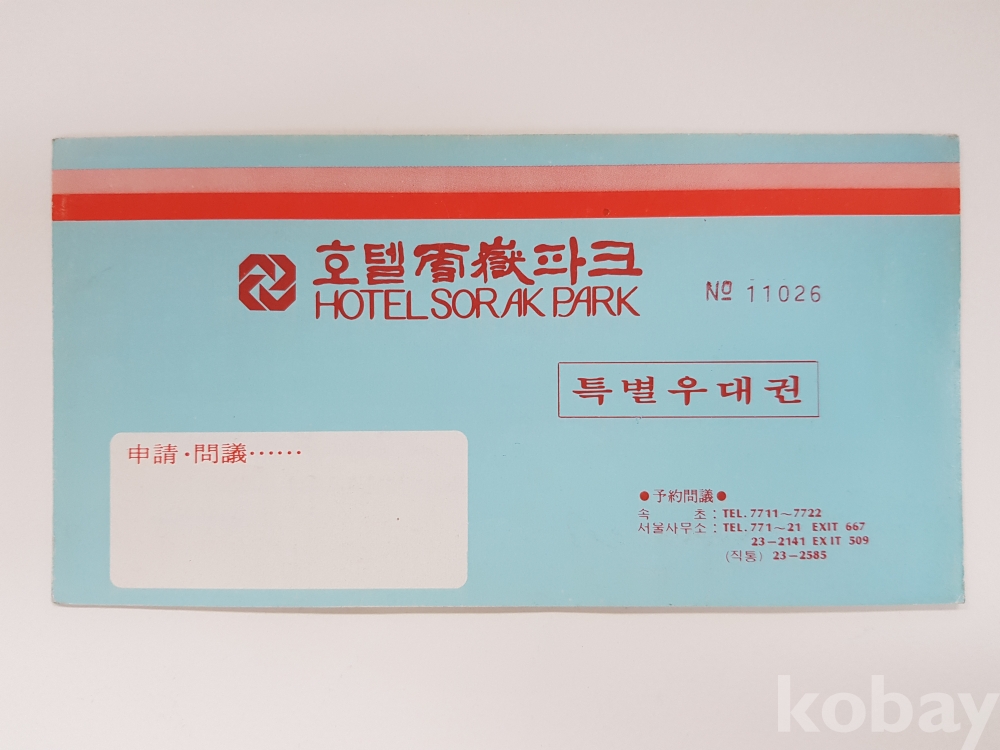 호텔雪嶽파크
HOTEL SORAK PARK
№ 11026
특별우대권
申請·問議······
●予約問議●
속 초 : TEL. 7711~7722
서울사무소 : TEL. 771~21 EXIT 667
23-2141 EXIT 509
(직통) 23-2585
kobay